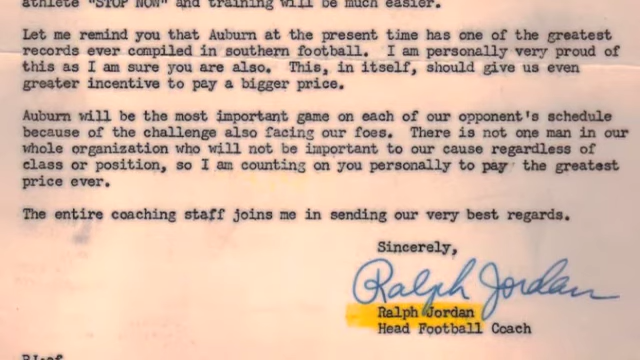 athlete "STOP NOW" and training will be much easier.
Let me remind you that Auburn at the present time has one of the greatest
records ever compiled in southern football. I am personally very proud of
this as I am sure you are also. This, in itself, should give us even
greater incentive to pay a bigger price.
Auburn will be the most important game on each of our opponent's schedule
because of the challenge also facing our foes. There is not one man in our
whole organization who will not be important to our cause regardless of
class or position, so I am counting on you personally to pay the greatest
price ever.
The entire coaching staff joins me in sending our very best regards.
Sincerely,
Ralph Jordan
Ralph Jordan
Head Football Coach